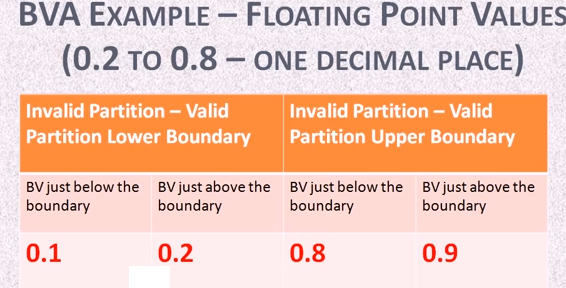 BVA EXAMPLE – FLOATING POINT VALUES
(0.2 TO 0.8 – ONE DECIMAL PLACE)
Invalid Partition – Valid Partition Lower Boundary
Invalid Partition – Valid Partition Upper Boundary
BV just below the boundary
BV just above the boundary
BV just below the boundary
BV just above the boundary
0.1 0.2 0.8 0.9